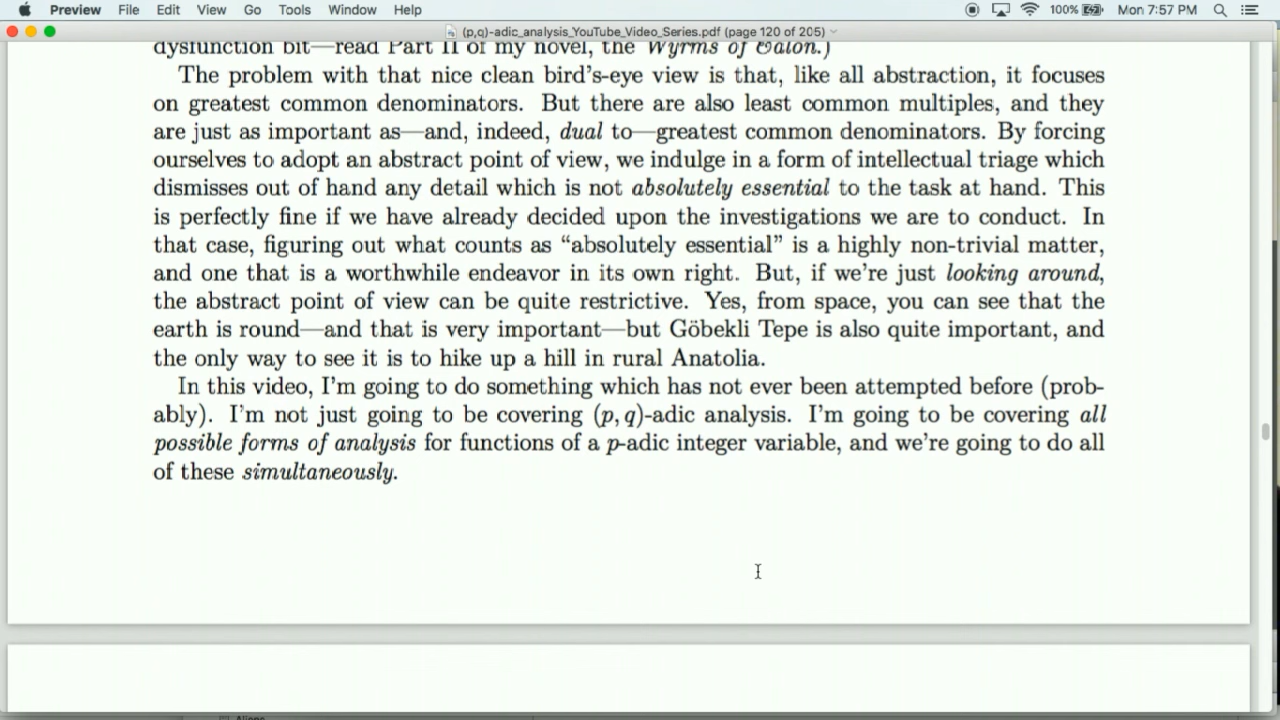 Preview File Edit View Go Tools Window Help 100% Mon 7:57 PM
(p,q)-adic_analysis_YouTube_Video_Series.pdf (page 120 of 205)
dysfunction bit—read Part II of my novel, the Wyrms of Οalon.)
The problem with that nice clean bird's-eye view is that, like all abstraction, it focuses
on greatest common denominators. But there are also least common multiples, and they
are just as important as—and, indeed, dual to—greatest common denominators. By forcing
ourselves to adopt an abstract point of view, we indulge in a form of intellectual triage which
dismisses out of hand any detail which is not absolutely essential to the task at hand. This
is perfectly fine if we have already decided upon the investigations we are to conduct. In
that case, figuring out what counts as “absolutely essential” is a highly non-trivial matter,
and one that is a worthwhile endeavor in its own right. But, if we're just looking around,
the abstract point of view can be quite restrictive. Yes, from space, you can see that the
earth is round—and that is very important—but Göbekli Tepe is also quite important, and
the only way to see it is to hike up a hill in rural Anatolia.
In this video, I'm going to do something which has not ever been attempted before (prob-
ably). I'm not just going to be covering (p, q)-adic analysis. I'm going to be covering all
possible forms of analysis for functions of a p-adic integer variable, and we're going to do all
of these simultaneously.